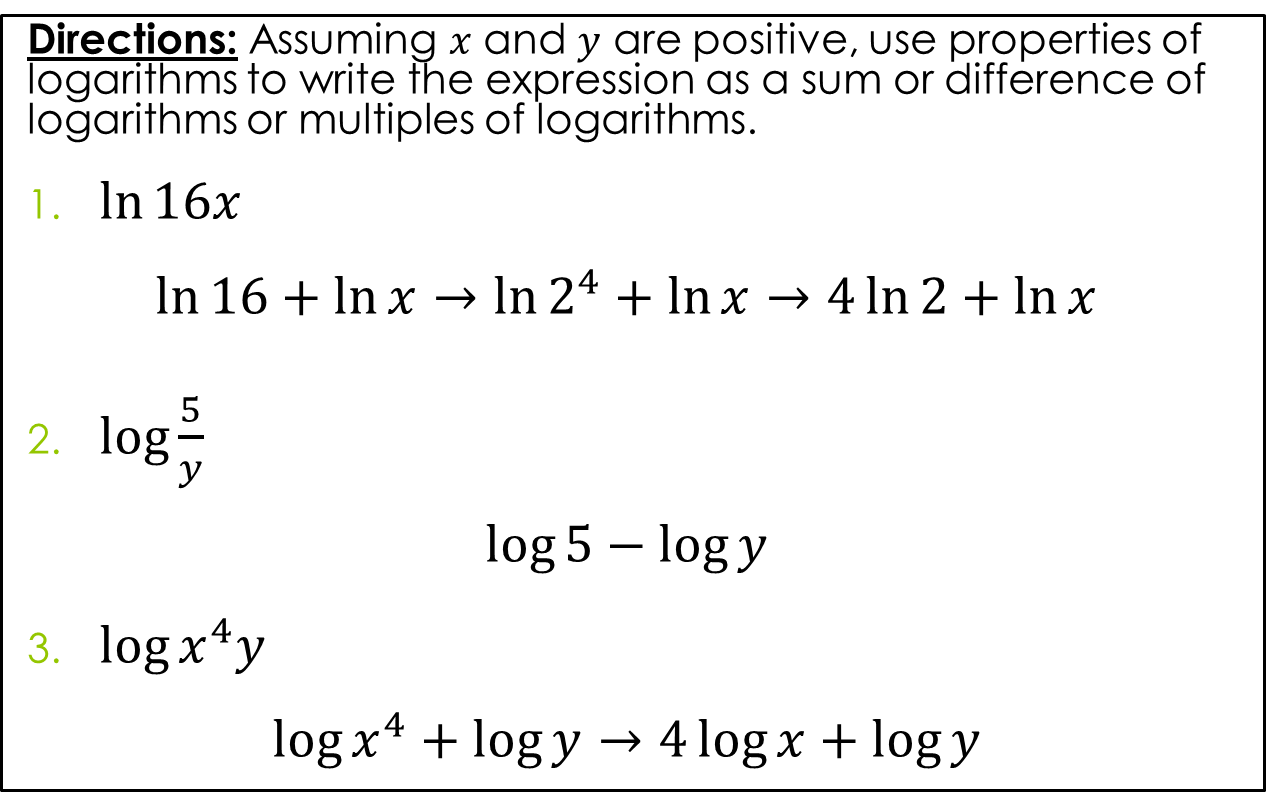 Directions: Assuming x and y are positive, use properties of
logarithms to write the expression as a sum or difference of
logarithms or multiples of logarithms.
1. ln 16x
ln 16 + ln x → ln 2⁴ + ln x → 4 ln 2 + ln x
2. log 5/y
log 5 − log y
3. log x⁴y
log x⁴ + log y → 4 log x + log y